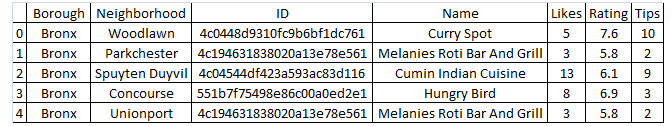 Borough Neighborhood ID Name Likes Rating Tips
0 Bronx Woodlawn 4c0448d9310fc9b6bf1dc761 Curry Spot 5 7.6 10
1 Bronx Parkchester 4c194631838020a13e78e561 Melanies Roti Bar And Grill 3 5.8 2
2 Bronx Spuyten Duyvil 4c04544df423a593ac83d116 Cumin Indian Cuisine 13 6.1 9
3 Bronx Concourse 551b7f75498e86c00a0ed2e1 Hungry Bird 8 6.9 3
4 Bronx Unionport 4c194631838020a13e78e561 Melanies Roti Bar And Grill 3 5.8 2